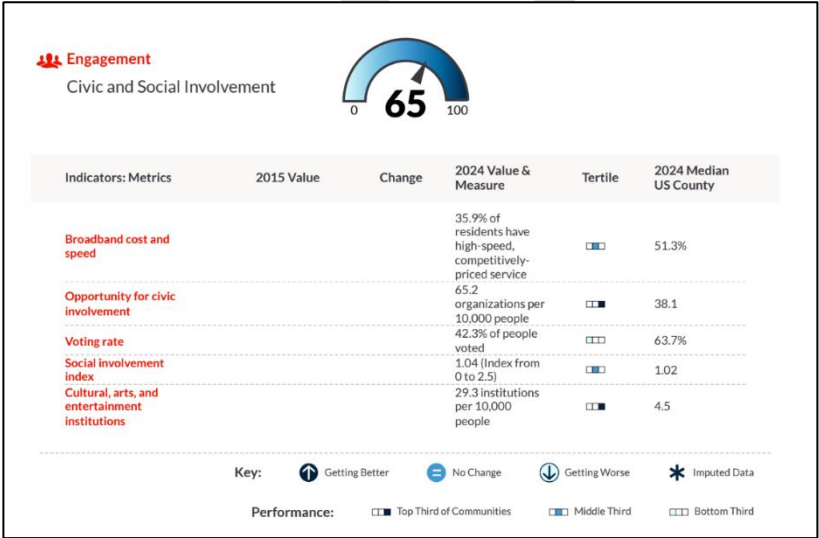 Engagement
Civic and Social Involvement
65
0
100
Indicators: Metrics 2015 Value Change 2024 Value & Measure Tertile 2024 Median US County
Broadband cost and speed
35.9% of
residents have
high-speed,
competitively-
priced service
51.3%
Opportunity for civic
involvement
65.2
organizations per
10,000 people
38.1
Voting rate
42.3% of people
voted
63.7%
Social involvement
index
1.04 (Index from
0 to 2.5)
1.02
Cultural, arts, and
entertainment
institutions
29.3 institutions
per 10,000
people
4.5
Key: Getting Better No Change Getting Worse Imputed Data
Performance: Top Third of Communities Middle Third Bottom Third